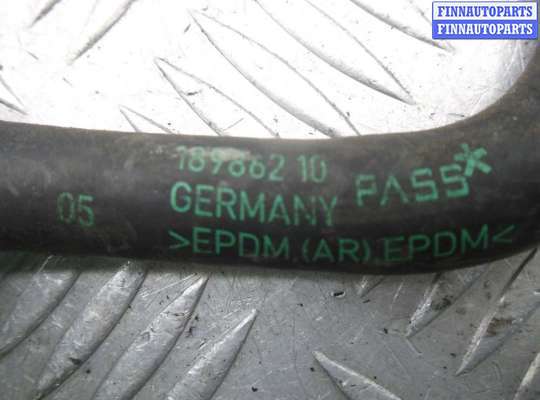 FINNAUTOPARTS
FINNAUTOPARTS
189862 10
05
GERMANY PASS*
>EPDM (AR) EPDM<